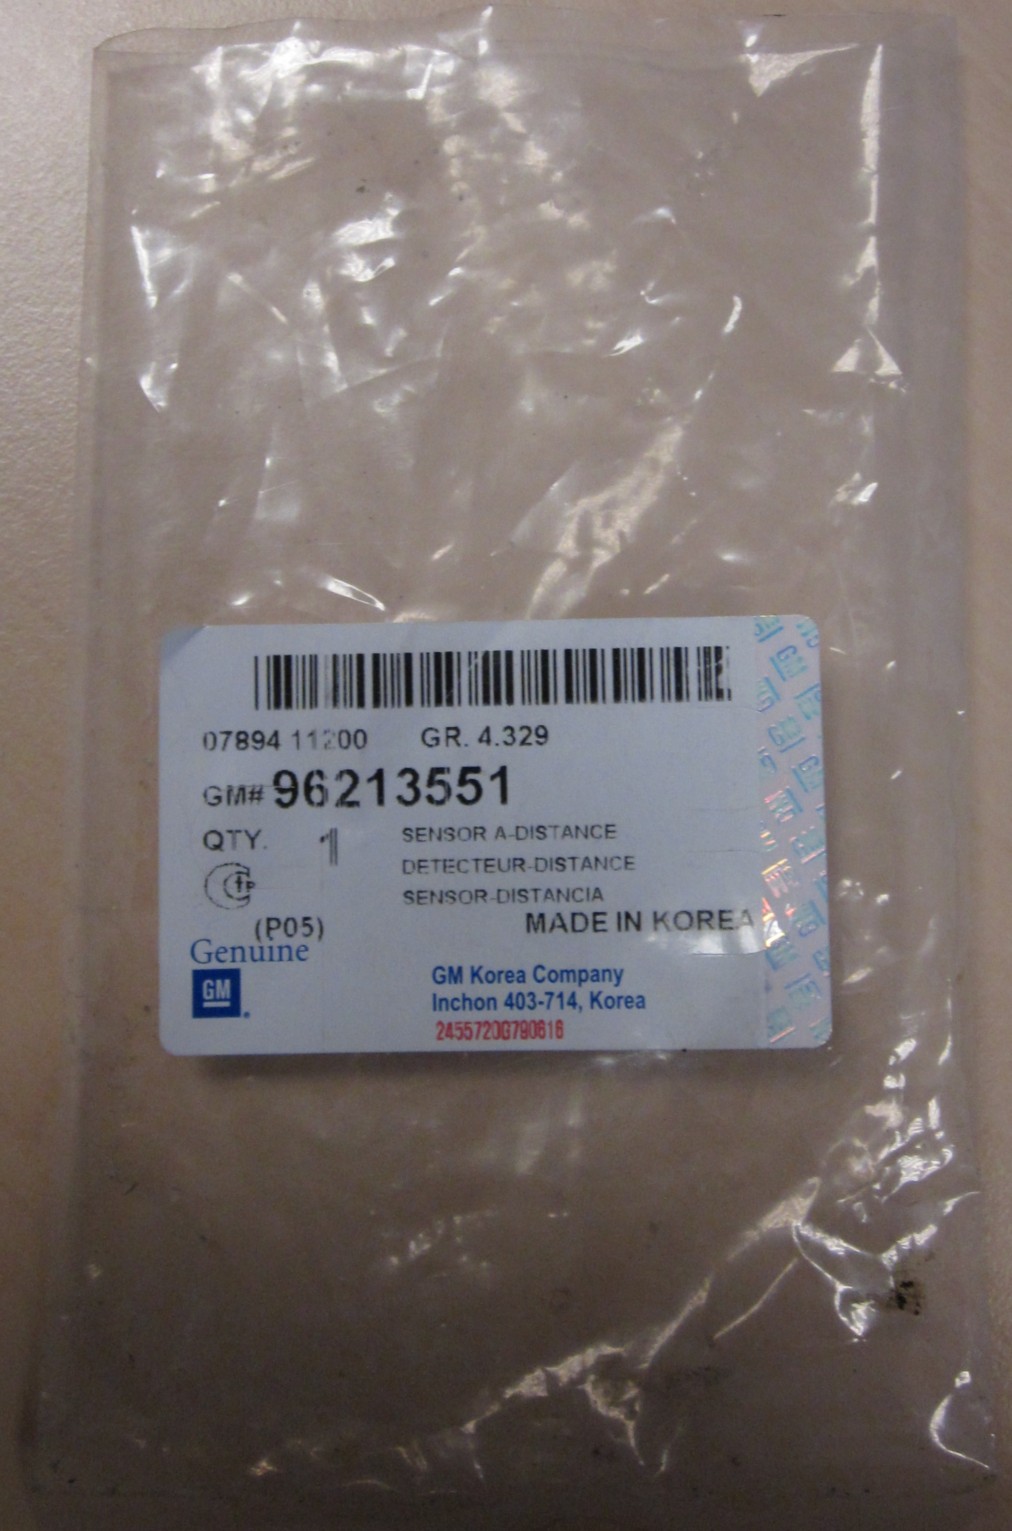 07894 11200 GR. 4.329
GM# 96213551
QTY. 1 SENSOR A-DISTANCE
DETECTEUR-DISTANCE
SENSOR-DISTANCIA
(P05) MADE IN KOREA
Genuine
GM
GM Korea Company
Inchon 403-714, Korea
2455720G790616